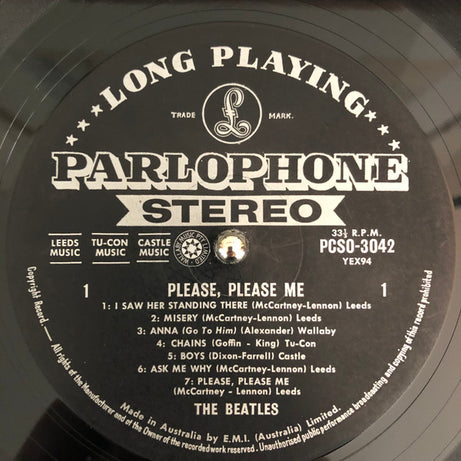 ★★★★ LONG PLAYING ★★★★
TRADE MARK.
£
PARLOPHONE
STEREO
LEEDS MUSIC TU-CON MUSIC CASTLE MUSIC
33⅓ R.P.M.
PCSO-3042
YEX94
1 PLEASE, PLEASE ME 1
1: I SAW HER STANDING THERE (McCartney-Lennon) Leeds
2: MISERY (McCartney-Lennon) Leeds
3: ANNA (Go To Him) (Alexander) Wallaby
4: CHAINS (Goffin - King) Tu-Con
5: BOYS (Dixon-Farrell) Castle
6: ASK ME WHY (McCartney-Lennon) Leeds
7: PLEASE, PLEASE ME
(McCartney - Lennon) Leeds
THE BEATLES
Copyright Record. — All rights of the Manufacturer and of the Owner of the recorded work reserved. Unauthorised public performance broadcasting and copying of this record prohibited
Made in Australia by E.M.I. (Australia) Limited.